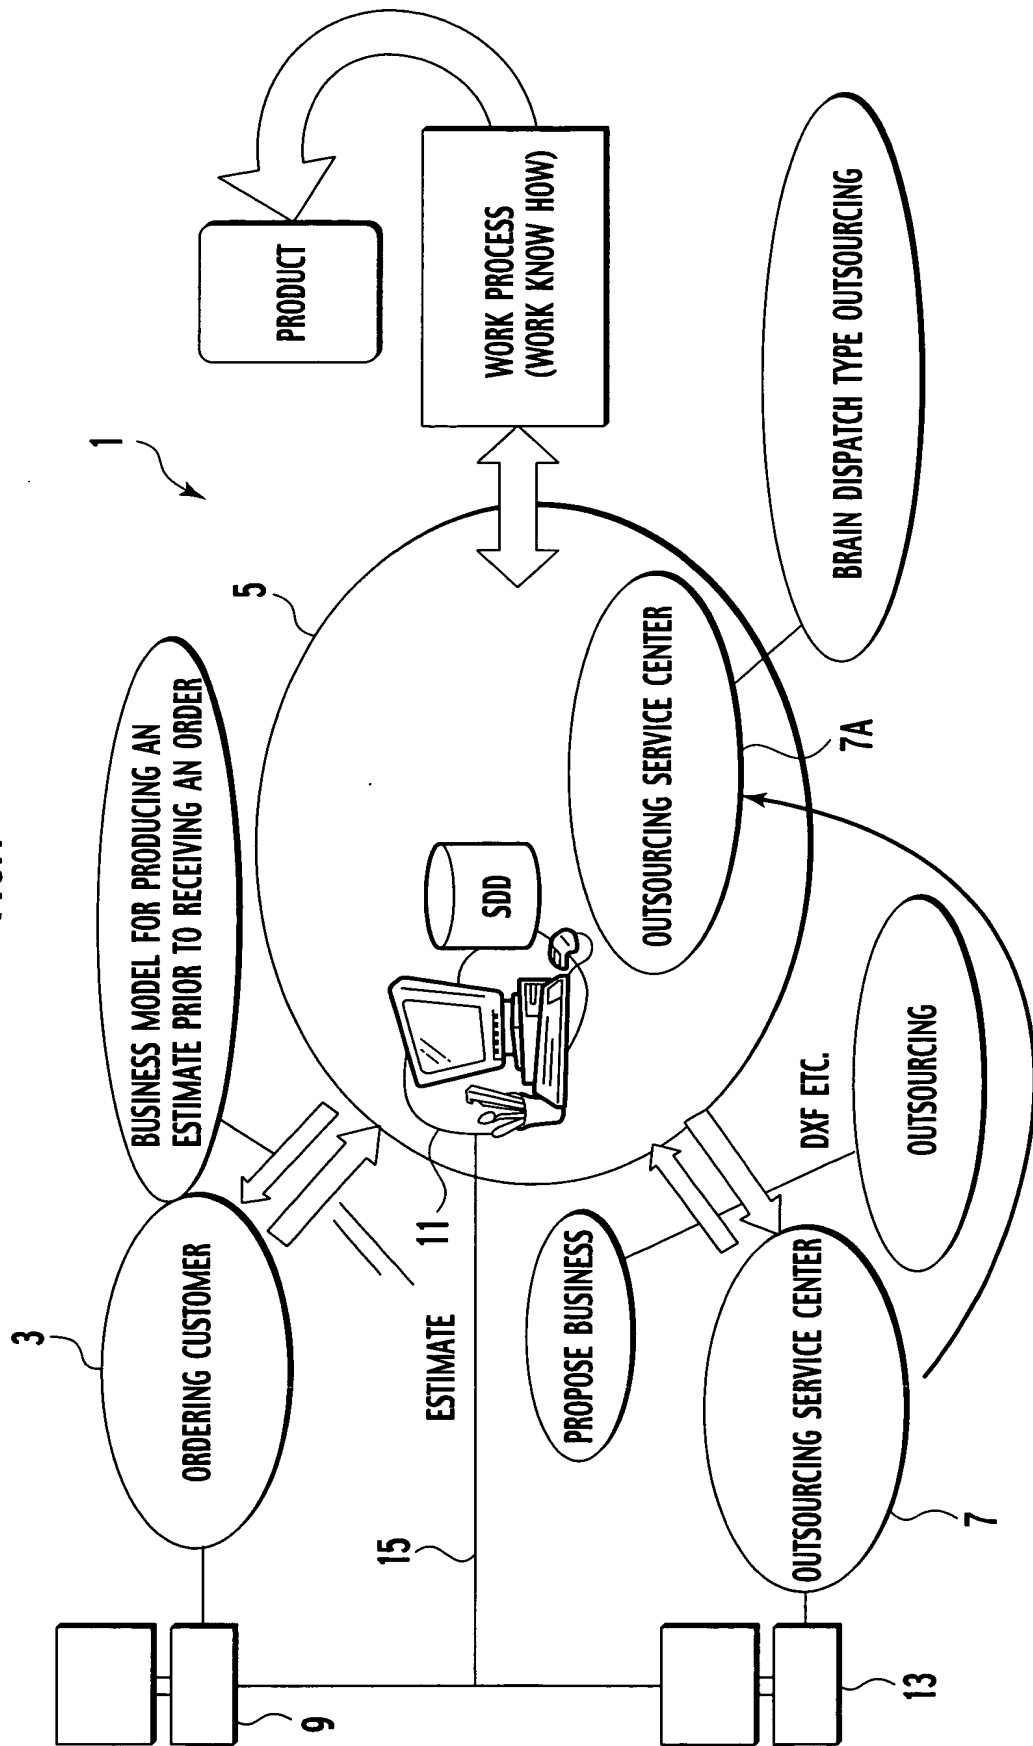 1
3
ORDERING CUSTOMER
BUSINESS MODEL FOR PRODUCING AN
ESTIMATE PRIOR TO RECEIVING AN ORDER
5
PRODUCT
9
15
ESTIMATE
11
SDD
WORK PROCESS
(WORK KNOW HOW)
PROPOSE BUSINESS
OUTSOURCING SERVICE CENTER
7A
BRAIN DISPATCH TYPE OUTSOURCING
DXF ETC.
OUTSOURCING
OUTSOURCING SERVICE CENTER
7
13